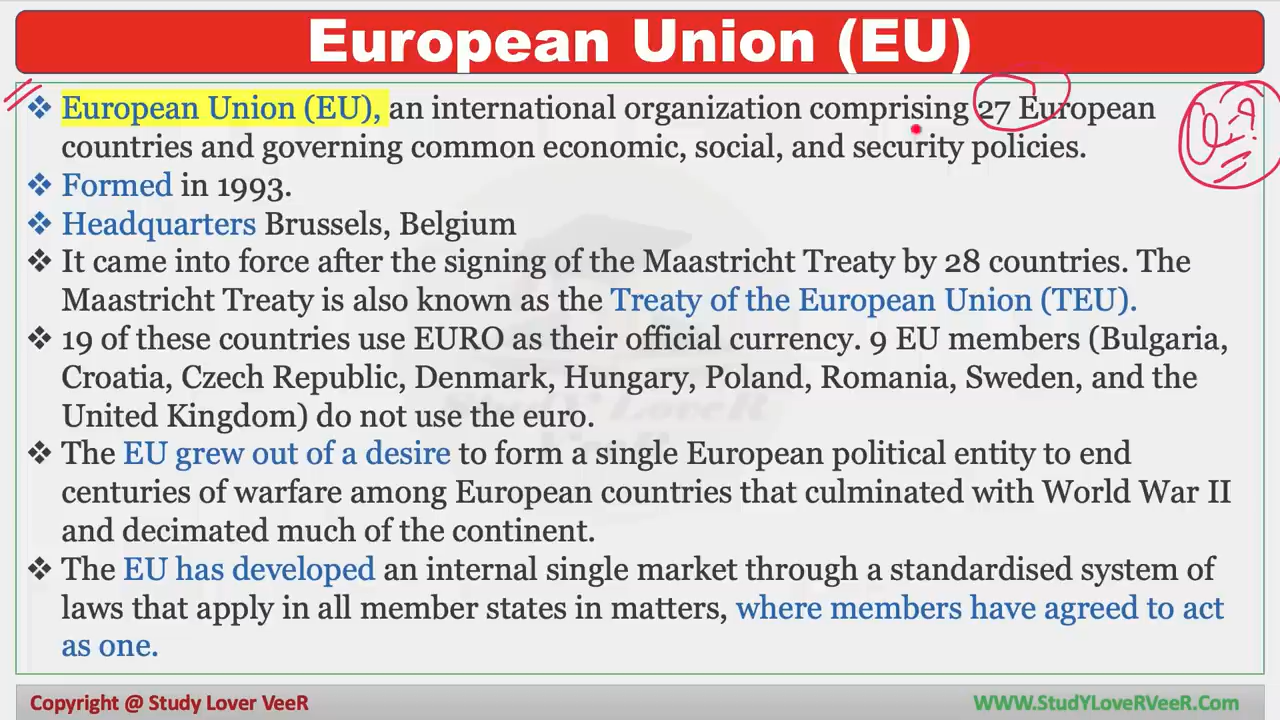 European Union (EU)
❖ European Union (EU), an international organization comprising 27 European
countries and governing common economic, social, and security policies.
❖ Formed in 1993.
❖ Headquarters Brussels, Belgium
❖ It came into force after the signing of the Maastricht Treaty by 28 countries. The
Maastricht Treaty is also known as the Treaty of the European Union (TEU).
❖ 19 of these countries use EURO as their official currency. 9 EU members (Bulgaria,
Croatia, Czech Republic, Denmark, Hungary, Poland, Romania, Sweden, and the
United Kingdom) do not use the euro.
❖ The EU grew out of a desire to form a single European political entity to end
centuries of warfare among European countries that culminated with World War II
and decimated much of the continent.
❖ The EU has developed an internal single market through a standardised system of
laws that apply in all member states in matters, where members have agreed to act
as one.
Copyright @ Study Lover VeeR
WWW.StudYLoveRVeeR.Com